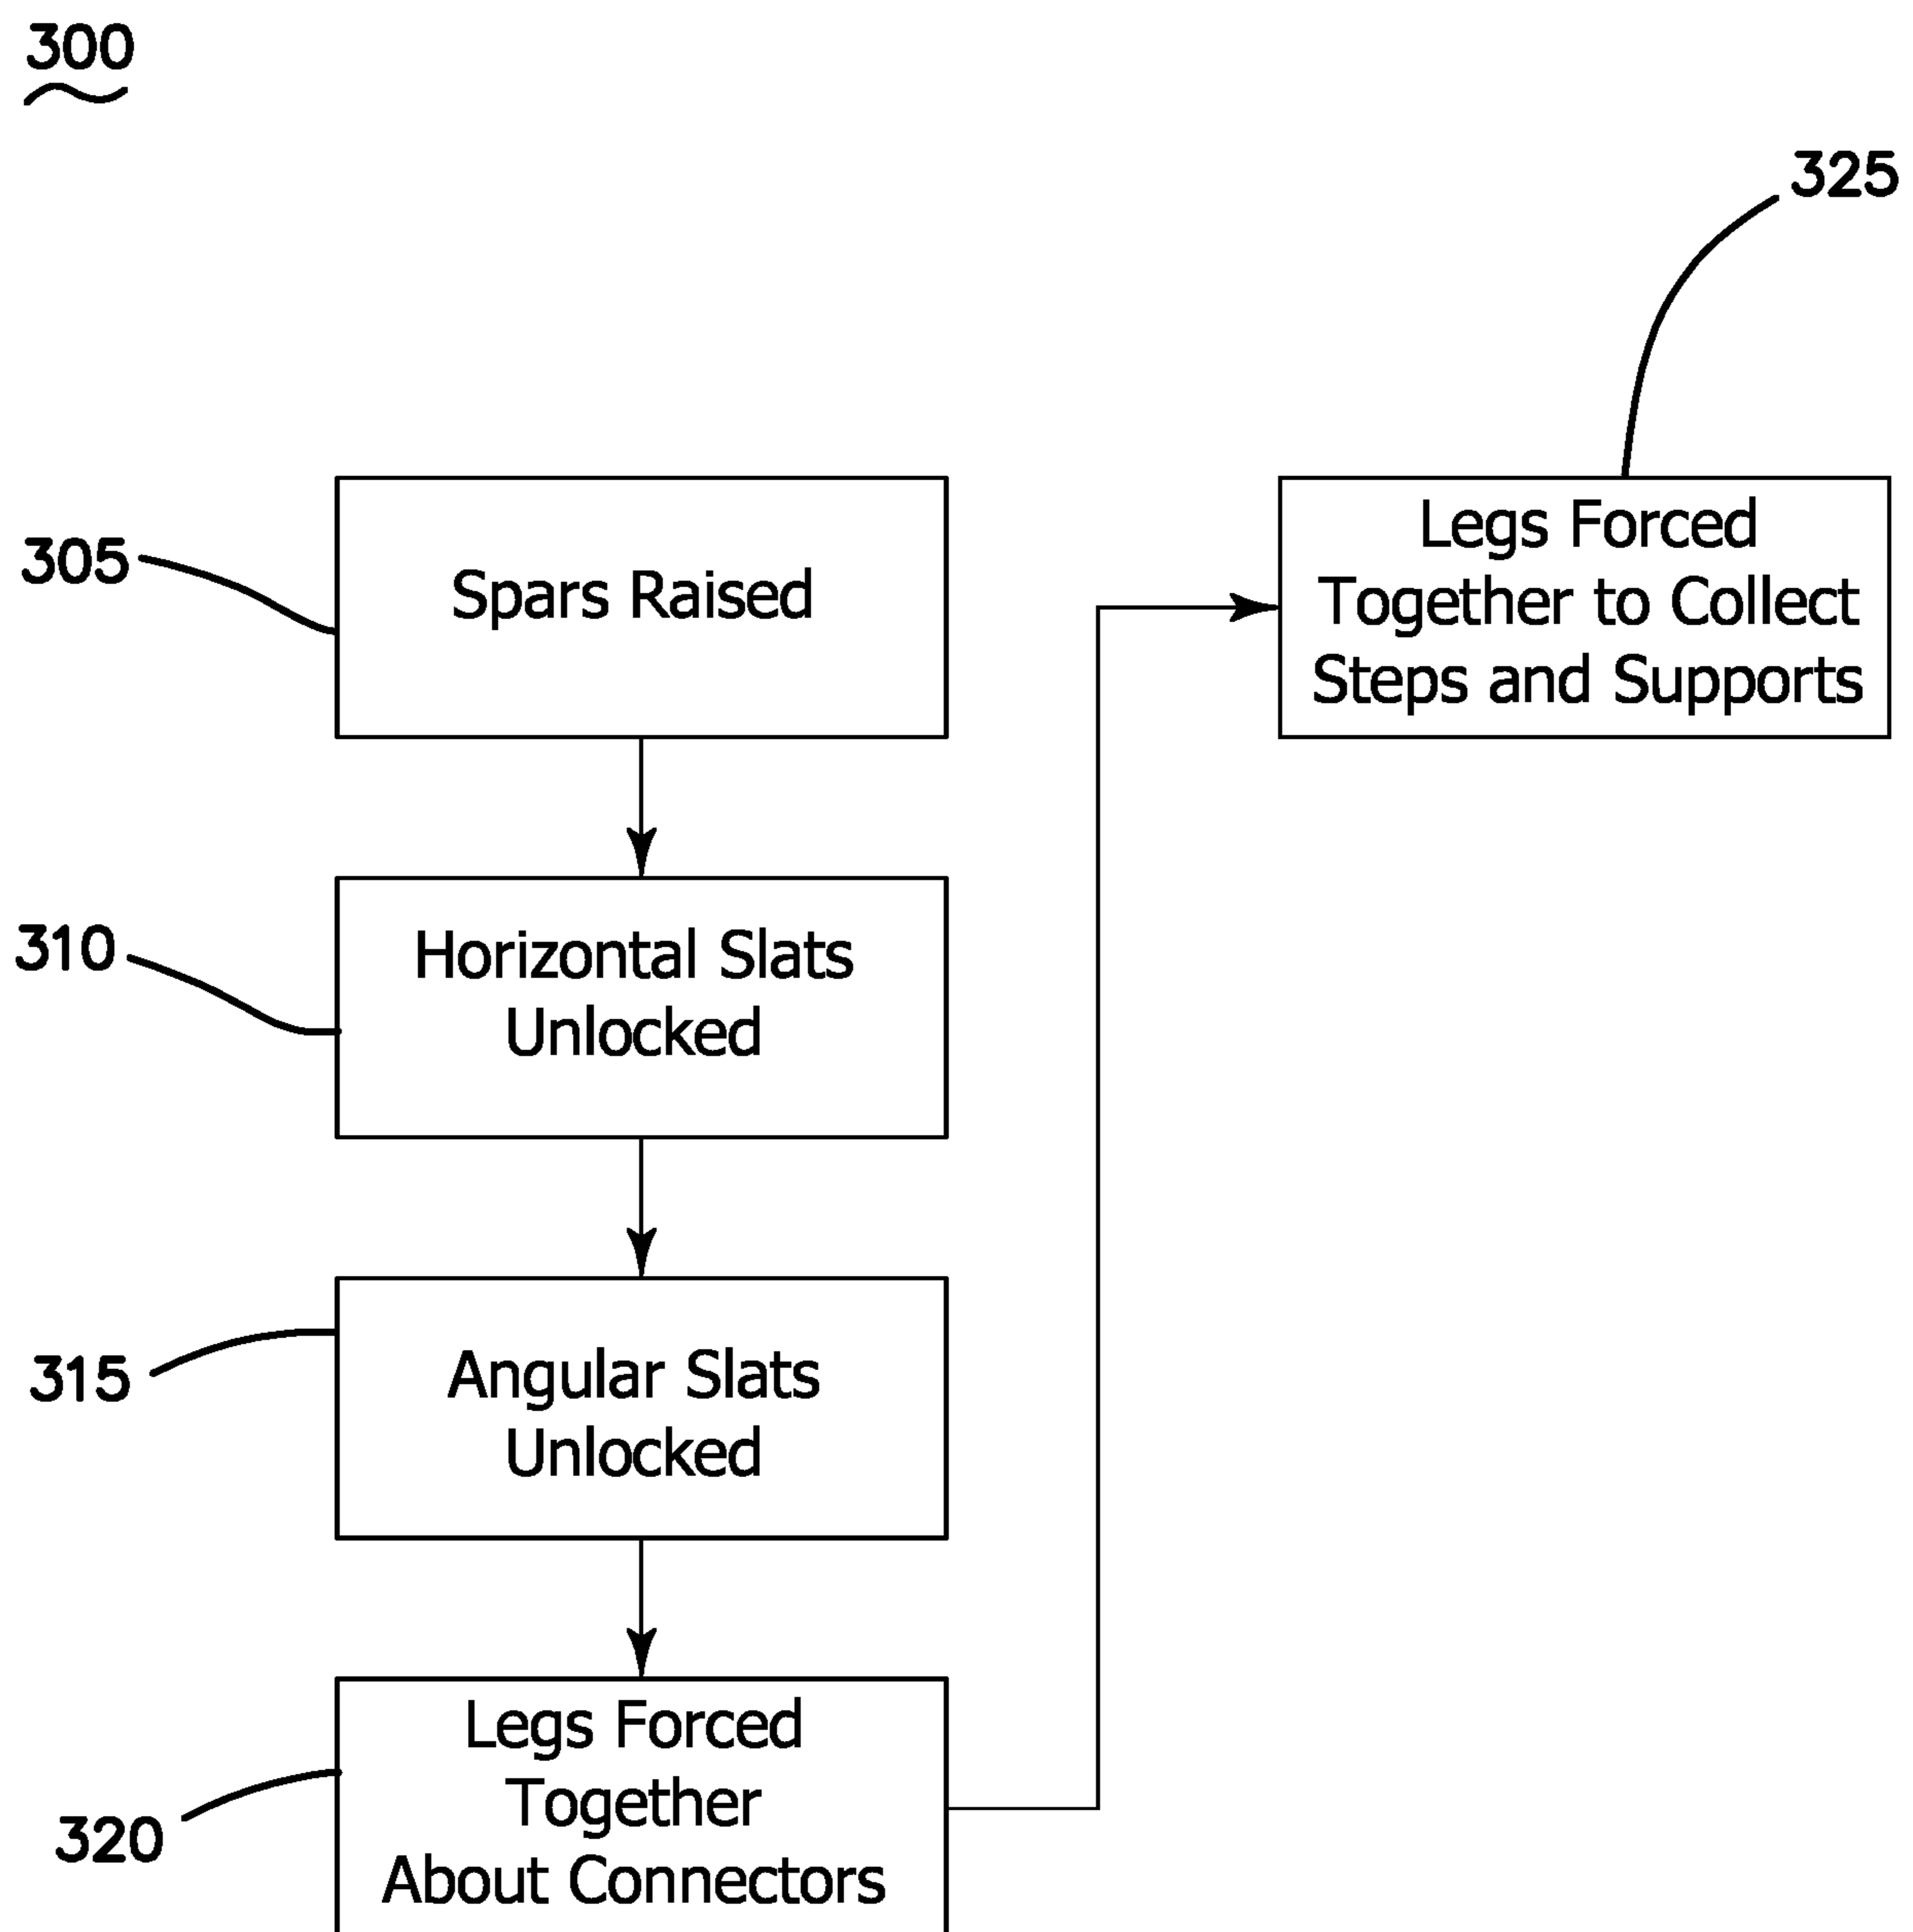 300
325
305
Spars Raised
Legs Forced
Together to Collect
Steps and Supports
310
Horizontal Slats
Unlocked
315
Angular Slats
Unlocked
320
Legs Forced
Together
About Connectors